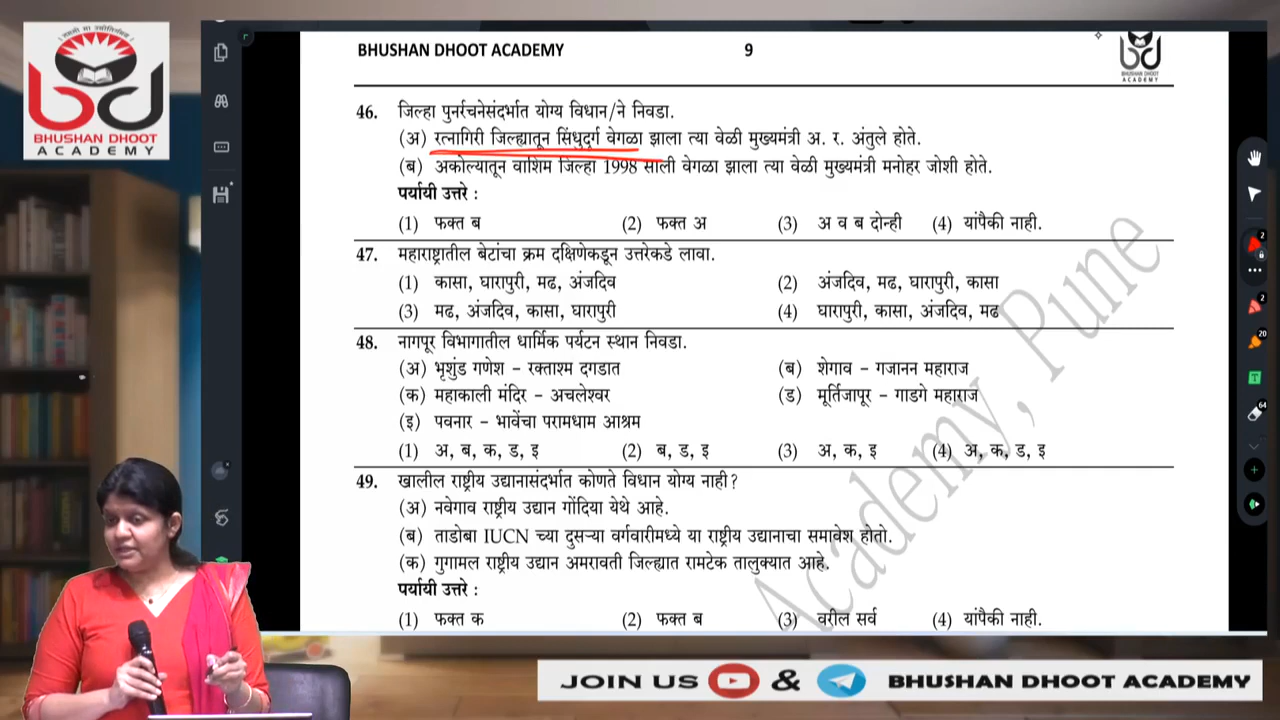 BHUSHAN DHOOT
ACADEMY
BHUSHAN DHOOT ACADEMY 9
BHUSHAN DHOOT
ACADEMY
46. जिल्हा पुनर्रचनेसंदर्भात योग्य विधान/ने निवडा.
(अ) रत्नागिरी जिल्ह्यातून सिंधुदुर्ग वेगळा झाला त्या वेळी मुख्यमंत्री अ. र. अंतुले होते.
(ब) अकोल्यातून वाशिम जिल्हा 1998 साली वेगळा झाला त्या वेळी मुख्यमंत्री मनोहर जोशी होते.
पर्यायी उत्तरे :
(1) फक्त ब (2) फक्त अ (3) अ व ब दोन्ही (4) यांपैकी नाही.
47. महाराष्ट्रातील बेटांचा क्रम दक्षिणेकडून उत्तरेकडे लावा.
(1) कासा, घारापुरी, मढ, अंजदिव (2) अंजदिव, मढ, घारापुरी, कासा
(3) मढ, अंजदिव, कासा, घारापुरी (4) घारापुरी, कासा, अंजदिव, मढ
48. नागपूर विभागातील धार्मिक पर्यटन स्थान निवडा.
(अ) भृशुंड गणेश – रक्ताश्म दगडात (ब) शेगाव – गजानन महाराज
(क) महाकाली मंदिर – अचलेश्वर (ड) मूर्तिजापूर – गाडगे महाराज
(इ) पवनार – भावेंचा परामधाम आश्रम
(1) अ, ब, क, ड, इ (2) ब, ड, इ (3) अ, क, इ (4) अ, क, ड, इ
49. खालील राष्ट्रीय उद्यानासंदर्भात कोणते विधान योग्य नाही?
(अ) नवेगाव राष्ट्रीय उद्यान गोंदिया येथे आहे.
(ब) ताडोबा IUCN च्या दुसऱ्या वर्गवारीमध्ये या राष्ट्रीय उद्यानाचा समावेश होतो.
(क) गुगामल राष्ट्रीय उद्यान अमरावती जिल्ह्यात रामटेक तालुक्यात आहे.
पर्यायी उत्तरे :
(1) फक्त क (2) फक्त ब (3) वरील सर्व (4) यांपैकी नाही.
Academy, Pune
JOIN US & BHUSHAN DHOOT ACADEMY